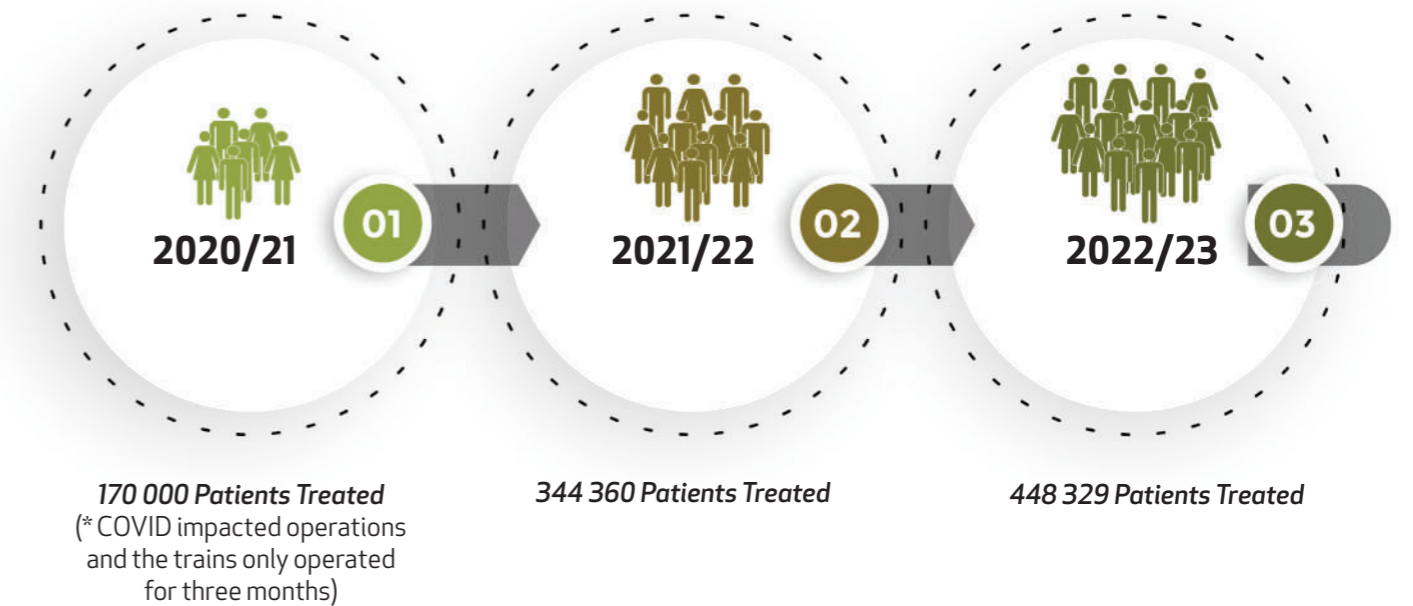 01
2020/21
02
2021/22
03
2022/23
170 000 Patients Treated
(* COVID impacted operations
and the trains only operated
for three months)
344 360 Patients Treated
448 329 Patients Treated